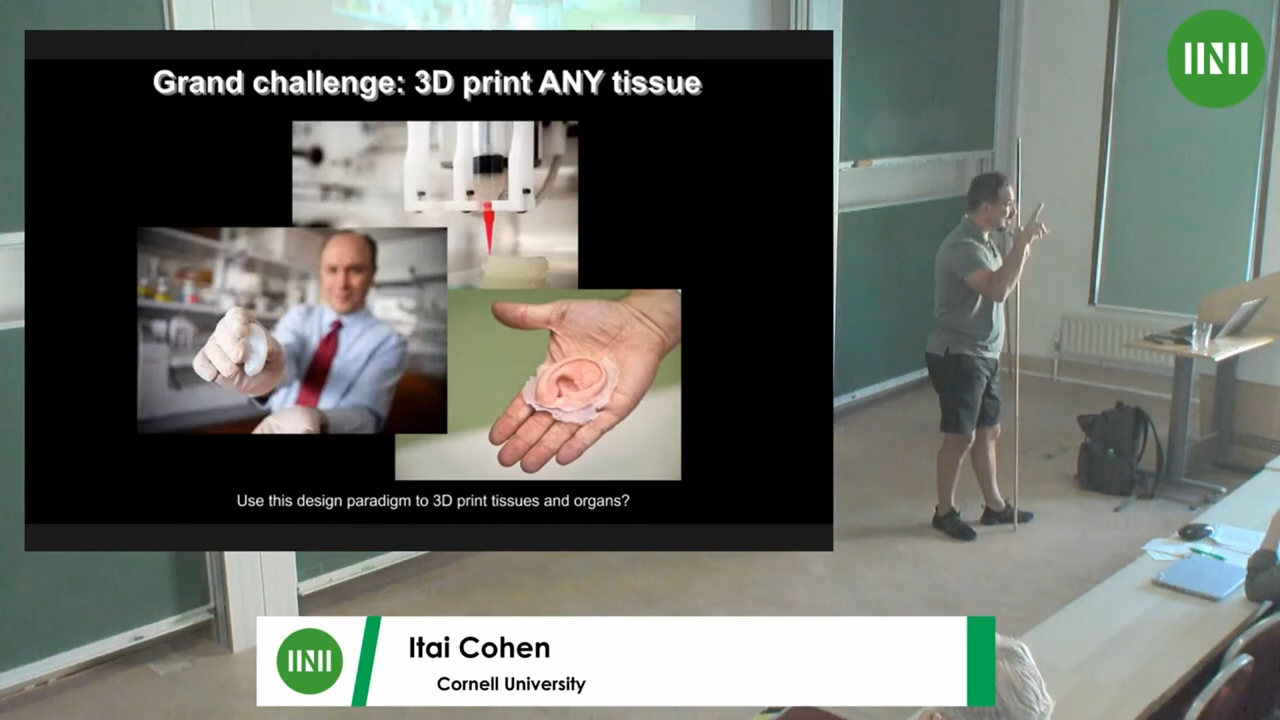 Grand challenge: 3D print ANY tissue
Use this design paradigm to 3D print tissues and organs?
Itai Cohen
Cornell University